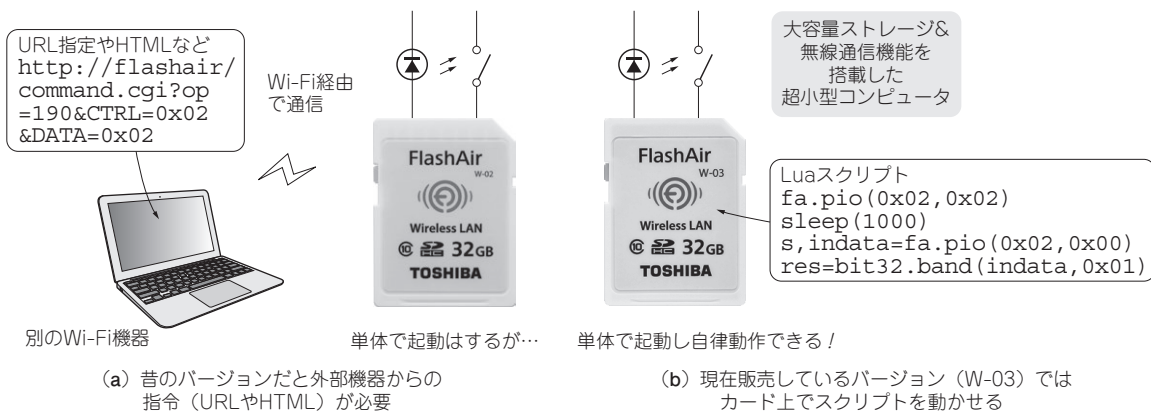 URL指定やHTMLなど
http://flashair/
command.cgi?op
=190&CTRL=0x02
&DATA=0x02
Wi-Fi経由
で通信
別のWi-Fi機器
FlashAir
W-02
Wireless LAN
⑩ SDHC 32GB
TOSHIBA
単体で起動はするが…
(a) 昔のバージョンだと外部機器からの
指令（URLやHTML）が必要
大容量ストレージ&
無線通信機能を
搭載した
超小型コンピュータ
FlashAir
W-03
Wireless LAN
⑩ SDHC 32GB
TOSHIBA
Luaスクリプト
fa.pio(0x02,0x02)
sleep(1000)
s,indata=fa.pio(0x02,0x00)
res=bit32.band(indata,0x01)
単体で起動し自律動作できる！
(b) 現在販売しているバージョン（W-03）では
カード上でスクリプトを動かせる